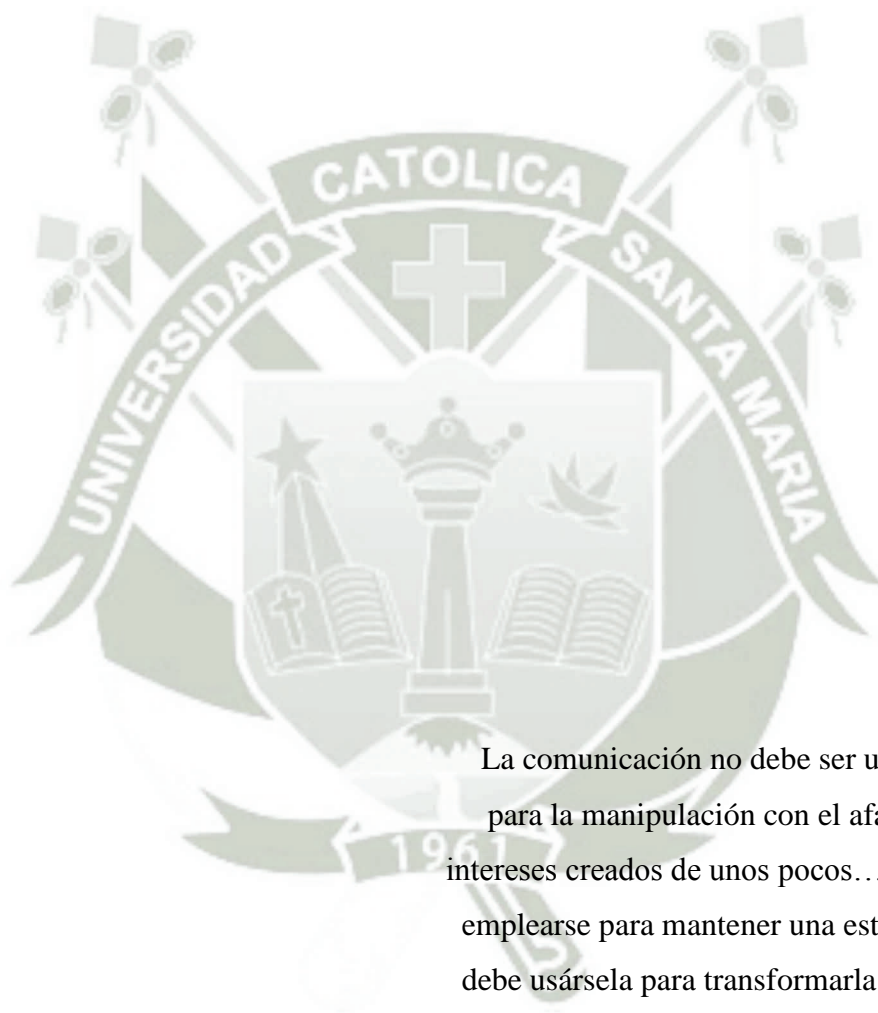 UNIVERSIDAD CATOLICA SANTA MARIA
La comunicación no debe ser u
para la manipulación con el afa
intereses creados de unos pocos…
emplearse para mantener una est
debe usársela para transformarla
1961